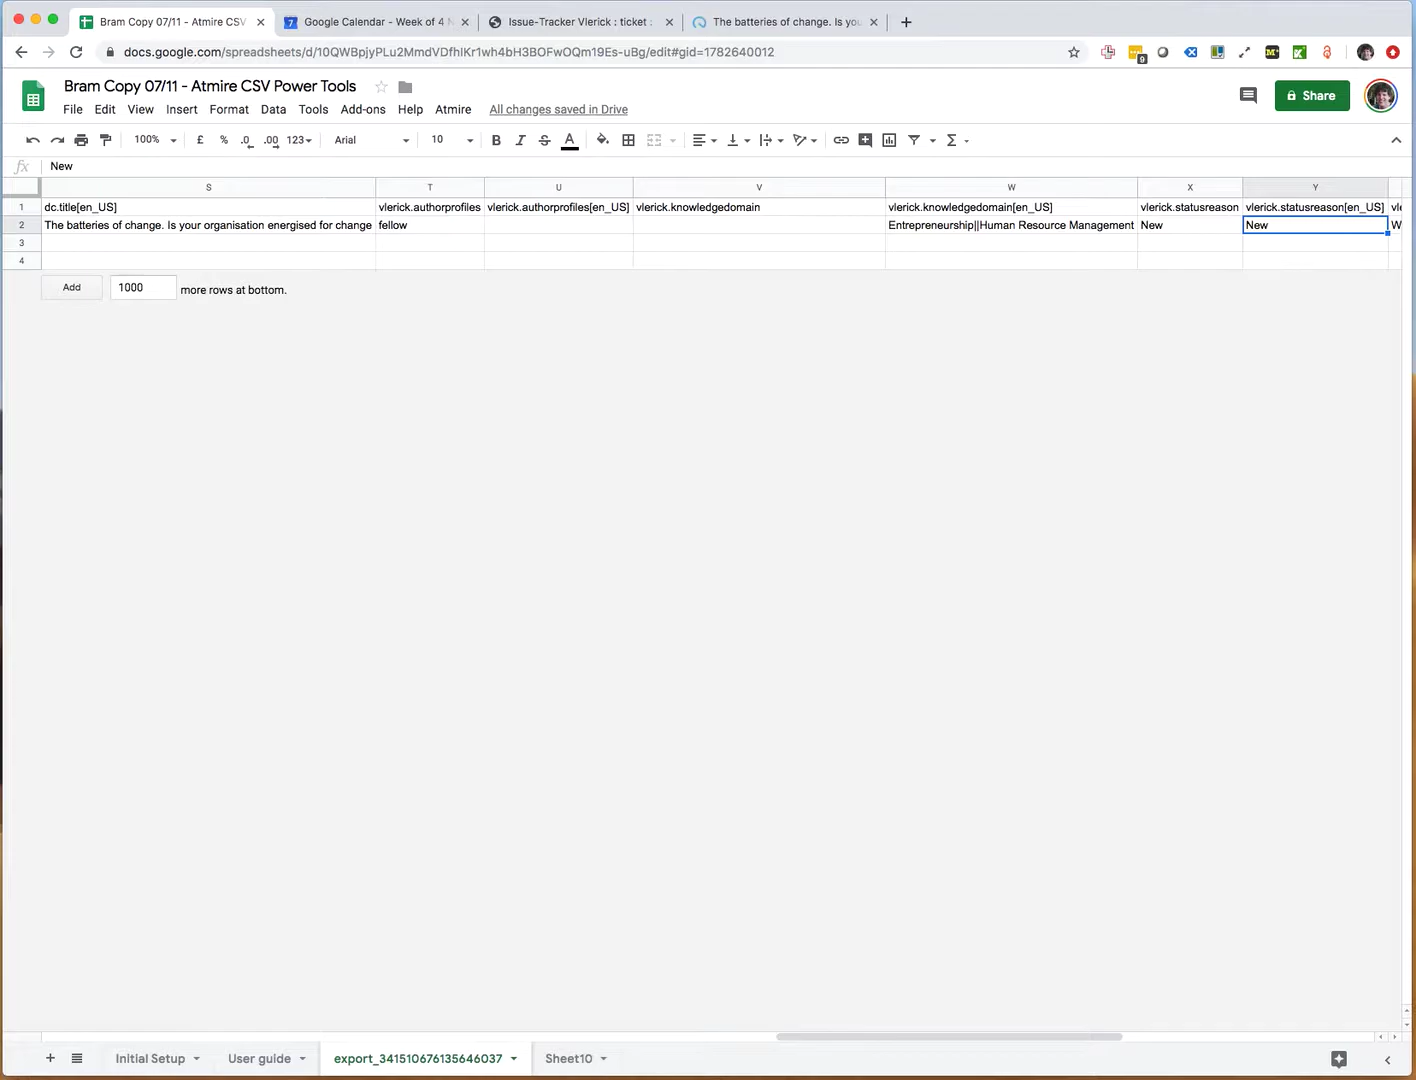 Bram Copy 07/11 - Atmire CSV
Google Calendar - Week of 4 N
Issue-Tracker Vlerick : ticket :
The batteries of change. Is you
docs.google.com/spreadsheets/d/10QWBpjyPLu2MmdVDfhIKr1wh4bH3BOFwOQm19Es-uBg/edit#gid=1782640012
Bram Copy 07/11 - Atmire CSV Power Tools
File Edit View Insert Format Data Tools Add-ons Help Atmire All changes saved in Drive
Share
100% £ % .0 .00 123 Arial 10 B I S A Σ
fx New
S T U V W X Y
1 dc.title[en_US] vlerick.authorprofiles vlerick.authorprofiles[en_US] vlerick.knowledgedomain vlerick.knowledgedomain[en_US] vlerick.statusreason vlerick.statusreason[en_US] vl
2 The batteries of change. Is your organisation energised for change fellow Entrepreneurship||Human Resource Management New New W
3
4
Add 1000 more rows at bottom.
Initial Setup User guide export_341510676135646037 Sheet10